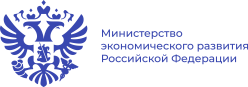 Министерство
экономического развития
Российской Федерации